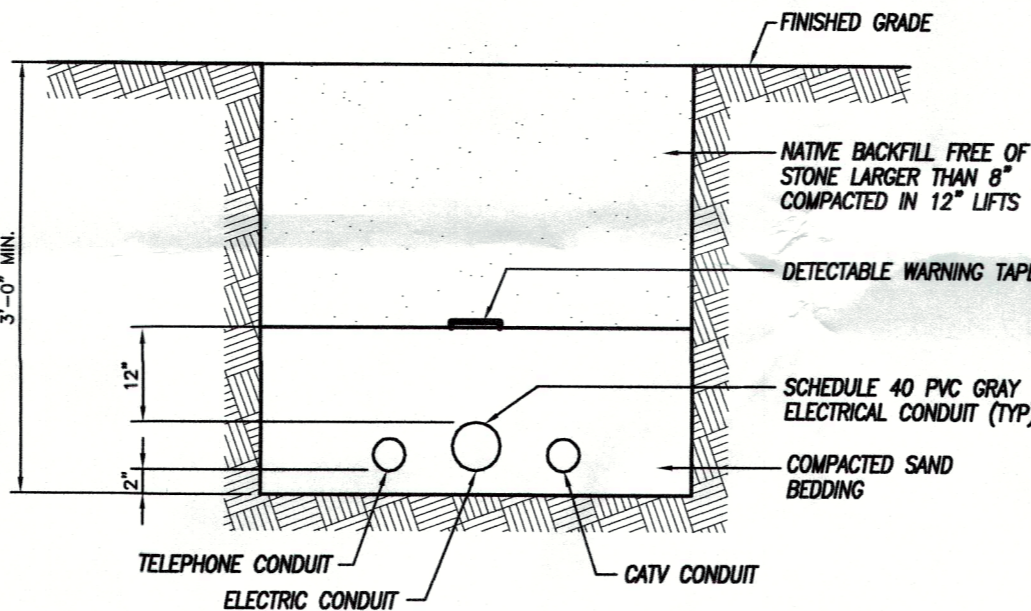 FINISHED GRADE
NATIVE BACKFILL FREE OF
STONE LARGER THAN 8"
COMPACTED IN 12" LIFTS
3'-0" MIN.
DETECTABLE WARNING TAPE
12"
SCHEDULE 40 PVC GRAY
ELECTRICAL CONDUIT (TYP)
2"
COMPACTED SAND
BEDDING
TELEPHONE CONDUIT
CATV CONDUIT
ELECTRIC CONDUIT